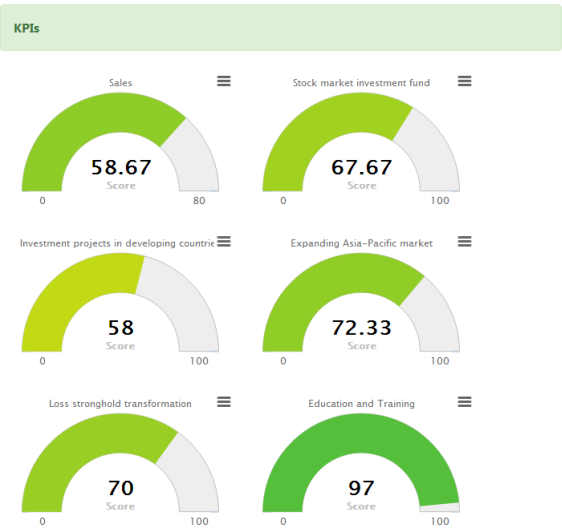 KPIs
Sales
58.67
Score
0 80
Stock market investment fund
67.67
Score
0 100
Investment projects in developing countrie
58
Score
0 100
Expanding Asia-Pacific market
72.33
Score
0 100
Loss stronghold transformation
70
Score
0 100
Education and Training
97
Score
0 100